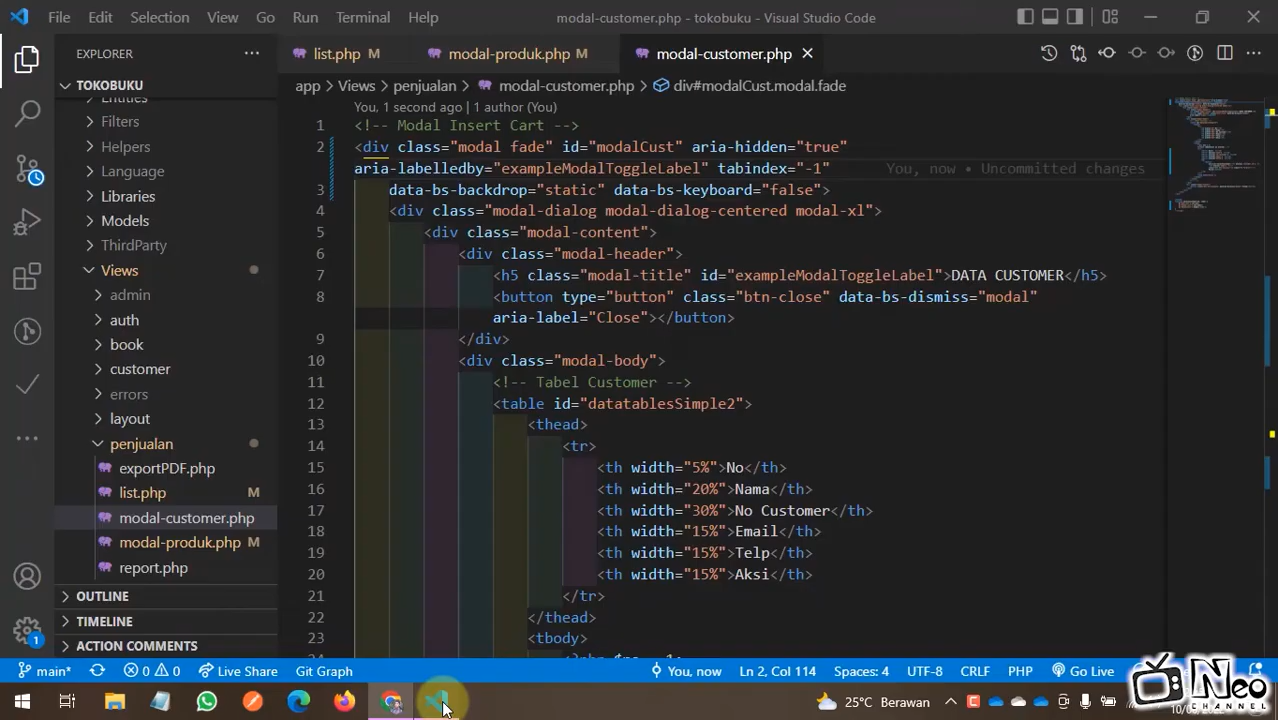 File Edit Selection View Go Run Terminal Help
modal-customer.php - tokobuku - Visual Studio Code
EXPLORER
list.php M
modal-produk.php M
modal-customer.php
TOKOBUKU
app > Views > penjualan > modal-customer.php > div#modalCust.modal.fade
Entities
Filters
Helpers
Language
Libraries
Models
ThirdParty
Views
admin
auth
book
customer
errors
layout
penjualan
exportPDF.php
list.php M
modal-customer.php
modal-produk.php M
report.php
OUTLINE
TIMELINE
ACTION COMMENTS
1
You, 1 second ago | 1 author (You)
1 <!-- Modal Insert Cart -->
2 <div class="modal fade" id="modalCust" aria-hidden="true"
aria-labelledby="exampleModalToggleLabel" tabindex="-1" You, now • Uncommitted changes
3 data-bs-backdrop="static" data-bs-keyboard="false">
4 <div class="modal-dialog modal-dialog-centered modal-xl">
5 <div class="modal-content">
6 <div class="modal-header">
7 <h5 class="modal-title" id="exampleModalToggleLabel">DATA CUSTOMER</h5>
8 <button type="button" class="btn-close" data-bs-dismiss="modal"
aria-label="Close"></button>
9 </div>
10 <div class="modal-body">
11 <!-- Tabel Customer -->
12 <table id="datatablesSimple2">
13 <thead>
14 <tr>
15 <th width="5%">No</th>
16 <th width="20%">Nama</th>
17 <th width="30%">No Customer</th>
18 <th width="15%">Email</th>
19 <th width="15%">Telp</th>
20 <th width="15%">Aksi</th>
21 </tr>
22 </thead>
23 <tbody>
main* 0 0 Live Share Git Graph You, now Ln 2, Col 114 Spaces: 4 UTF-8 CRLF PHP Go Live
25°C Berawan
Neo
CHANNEL